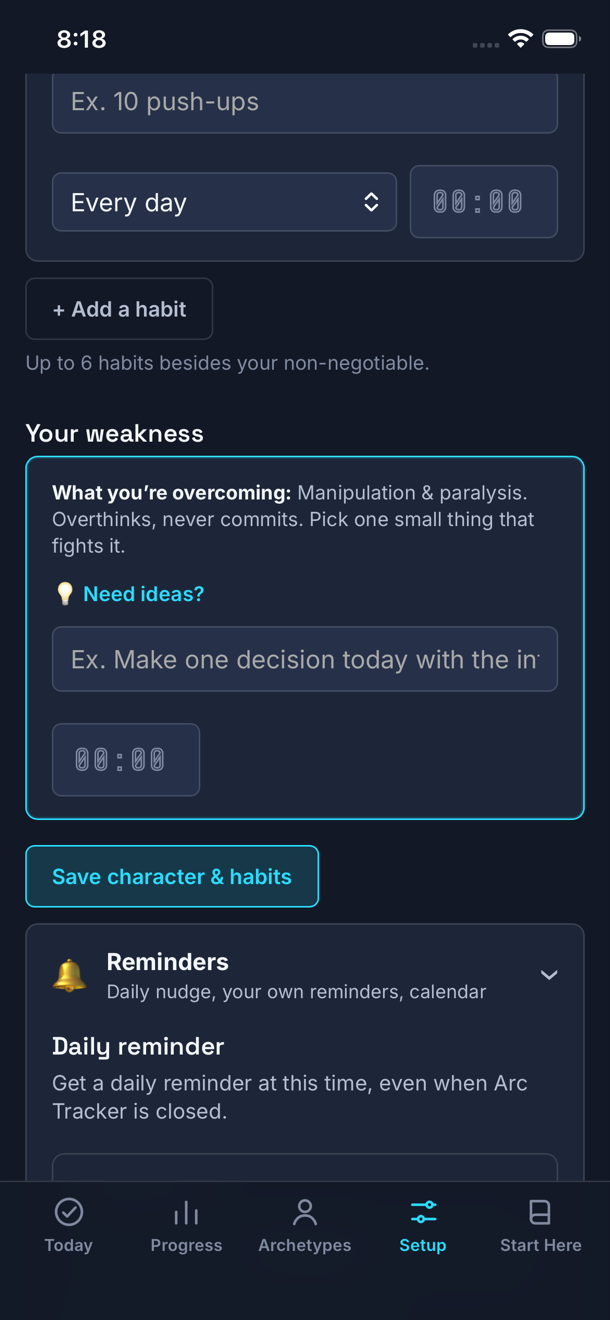 8:18
Ex. 10 push-ups
Every day
00:00
+ Add a habit
Up to 6 habits besides your non-negotiable.
Your weakness
What you’re overcoming: Manipulation & paralysis.
Overthinks, never commits. Pick one small thing that
fights it.
💡 Need ideas?
Ex. Make one decision today with the in
00:00
Save character & habits
Reminders
Daily nudge, your own reminders, calendar
Daily reminder
Get a daily reminder at this time, even when Arc
Tracker is closed.
Today
Progress
Archetypes
Setup
Start Here